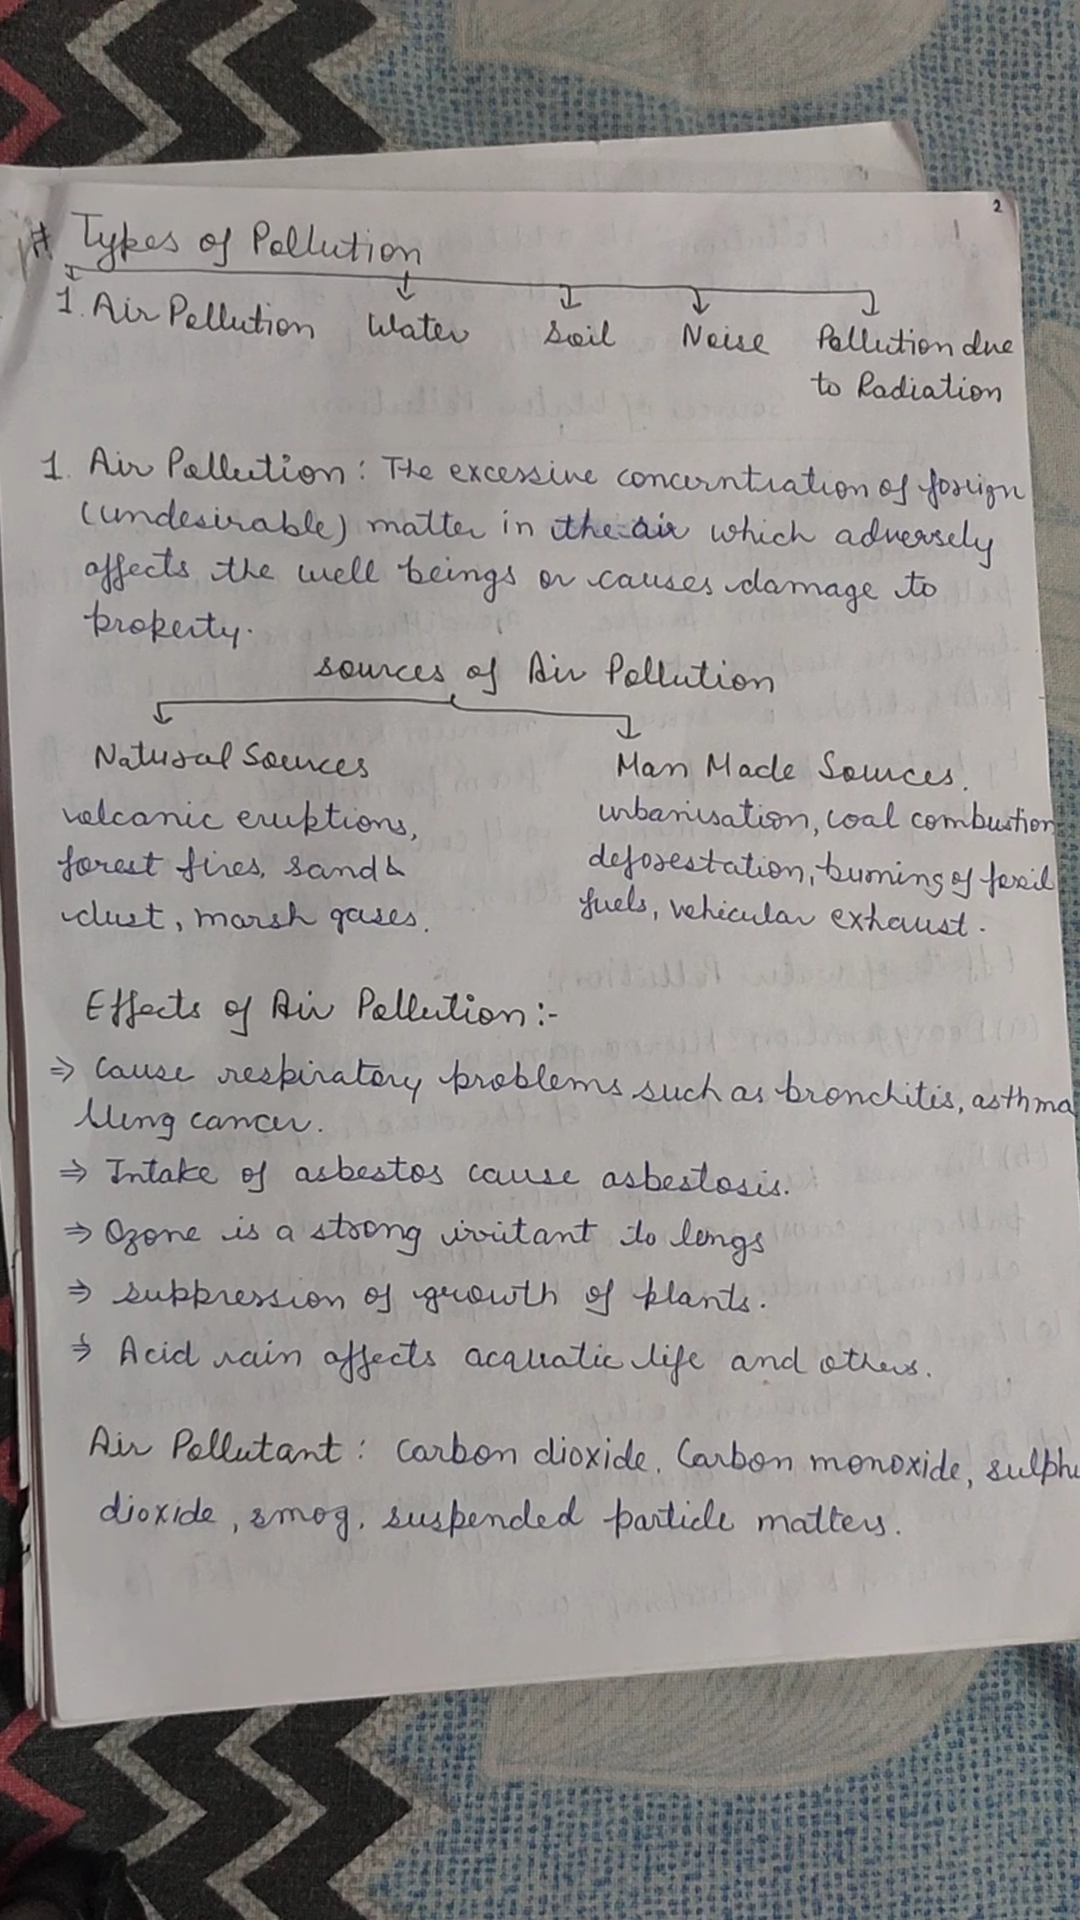 2
# Types of Pollution
1. Air Pollution Water Soil Noise Pollution due
to Radiation
1. Air Pollution : The excessive concerntration of foreign
(undesirable) matter in the air which adversely
affects the well beings or causes damage to
property.
sources of Air Pollution
Natural Sources Man Made Sources.
volcanic eruptions, urbanisation, coal combustion
forest fires, sand & deforestation, burning of fossil
dust, marsh gases. fuels, vehicular exhaust.
Effects of Air Pollution :-
⇒ Cause respiratory problems such as bronchitis, asthma
lung cancer.
⇒ Intake of asbestos cause asbestosis.
⇒ Ozone is a strong irritant to lengs
⇒ suppression of growth of plants.
⇒ Acid rain affects acquatic life and others.
Air Pollutant : Carbon dioxide, Carbon monoxide, sulphu
dioxide, smog, suspended particle matters.